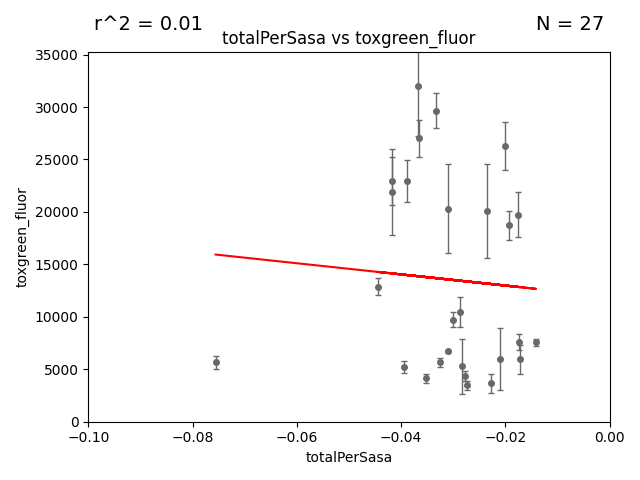 r^2 = 0.01
N = 27
totalPerSasa vs toxgreen_fluor
35000
30000
25000
20000
15000
10000
5000
0
toxgreen_fluor
−0.10
−0.08
−0.06
−0.04
−0.02
0.00
totalPerSasa